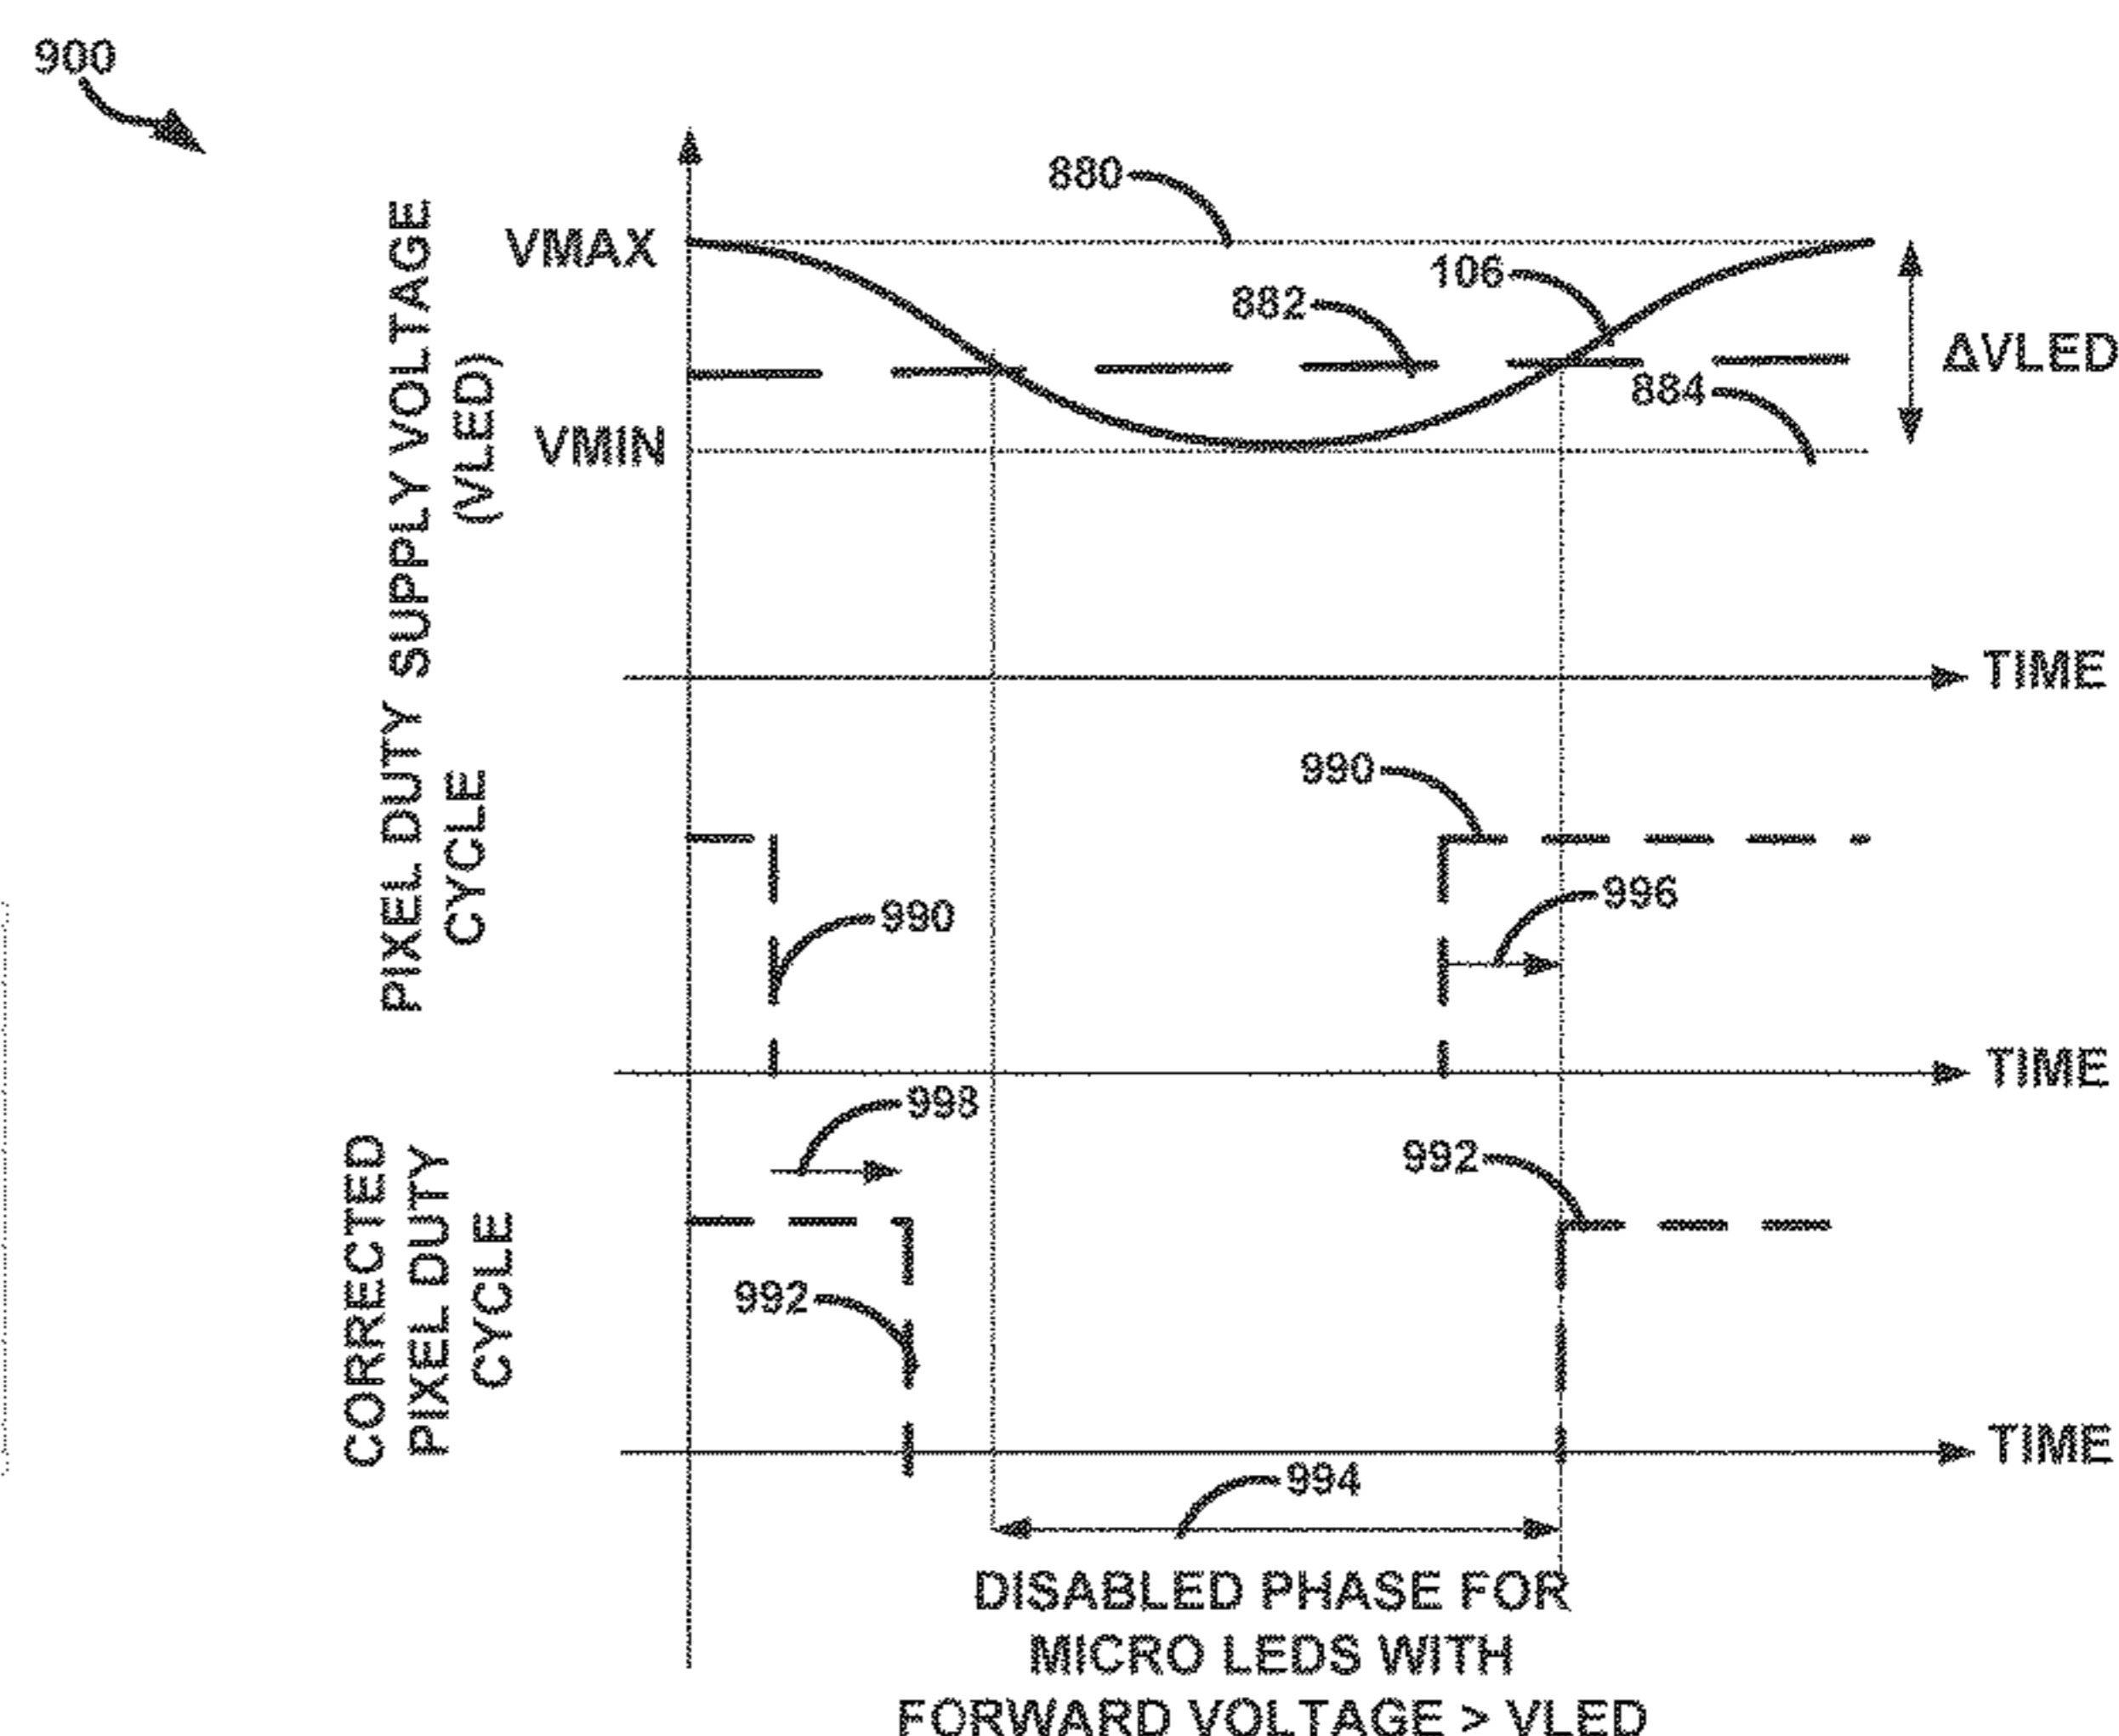 900
880
VMAX
106
882
ΔVLED
884
VMIN
SUPPLY VOLTAGE
(VLED)
TIME
990
996
990
PIXEL DUTY
CYCLE
TIME
998
992
992
CORRECTED
PIXEL DUTY
CYCLE
TIME
994
DISABLED PHASE FOR
MICRO LEDS WITH
FORWARD VOLTAGE > VLED